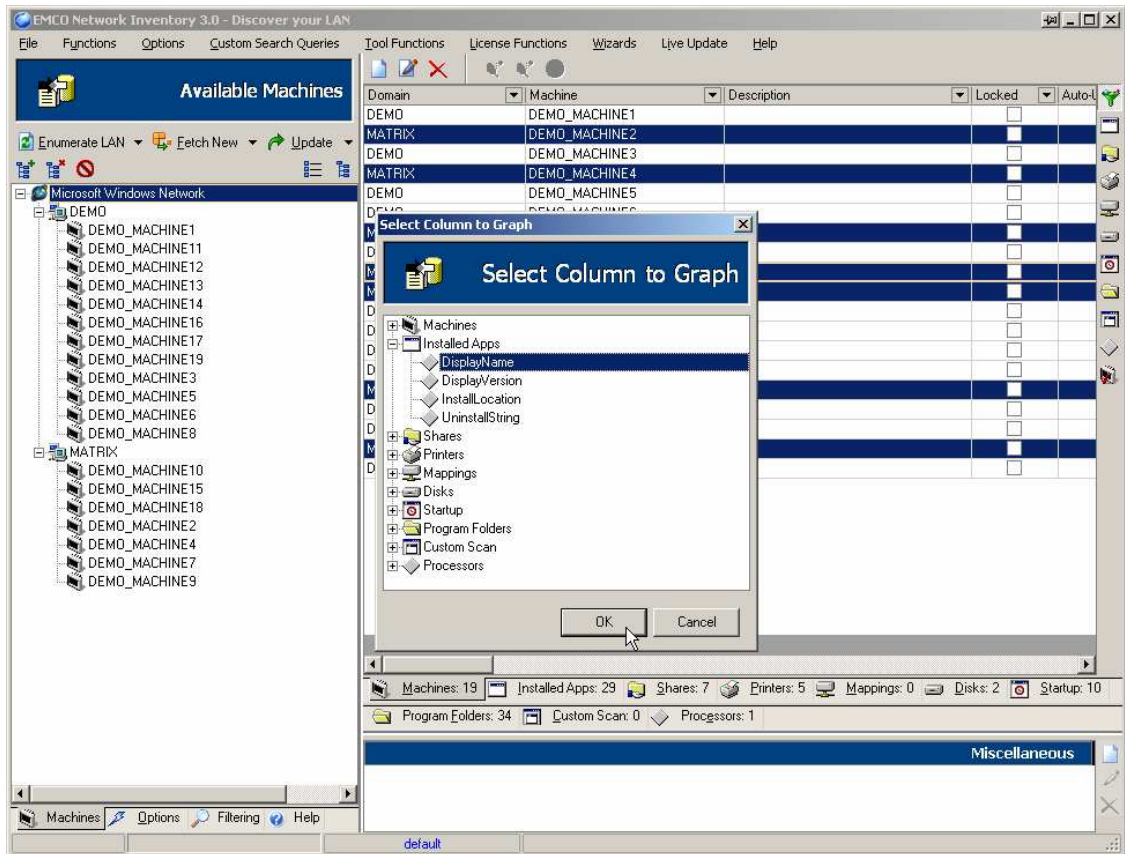 EMCO Network Inventory 3.0 - Discover your LAN
File Functions Options Custom Search Queries Tool Functions License Functions Wizards Live Update Help
Available Machines
Enumerate LAN Fetch New Update
Microsoft Windows Network
DEMO
DEMO_MACHINE1
DEMO_MACHINE11
DEMO_MACHINE12
DEMO_MACHINE13
DEMO_MACHINE14
DEMO_MACHINE16
DEMO_MACHINE17
DEMO_MACHINE19
DEMO_MACHINE3
DEMO_MACHINE5
DEMO_MACHINE6
DEMO_MACHINE8
MATRIX
DEMO_MACHINE10
DEMO_MACHINE15
DEMO_MACHINE18
DEMO_MACHINE2
DEMO_MACHINE4
DEMO_MACHINE7
DEMO_MACHINE9
Machines Options Filtering Help
Domain Machine Description Locked Auto-L
DEMO DEMO_MACHINE1
MATRIX DEMO_MACHINE2
DEMO DEMO_MACHINE3
MATRIX DEMO_MACHINE4
DEMO DEMO_MACHINE5
Select Column to Graph
Select Column to Graph
Machines
Installed Apps
DisplayName
DisplayVersion
InstallLocation
UninstallString
Shares
Printers
Mappings
Disks
Startup
Program Folders
Custom Scan
Processors
OK Cancel
Machines: 19 Installed Apps: 29 Shares: 7 Printers: 5 Mappings: 0 Disks: 2 Startup: 10
Program Folders: 34 Custom Scan: 0 Processors: 1
Miscellaneous
default